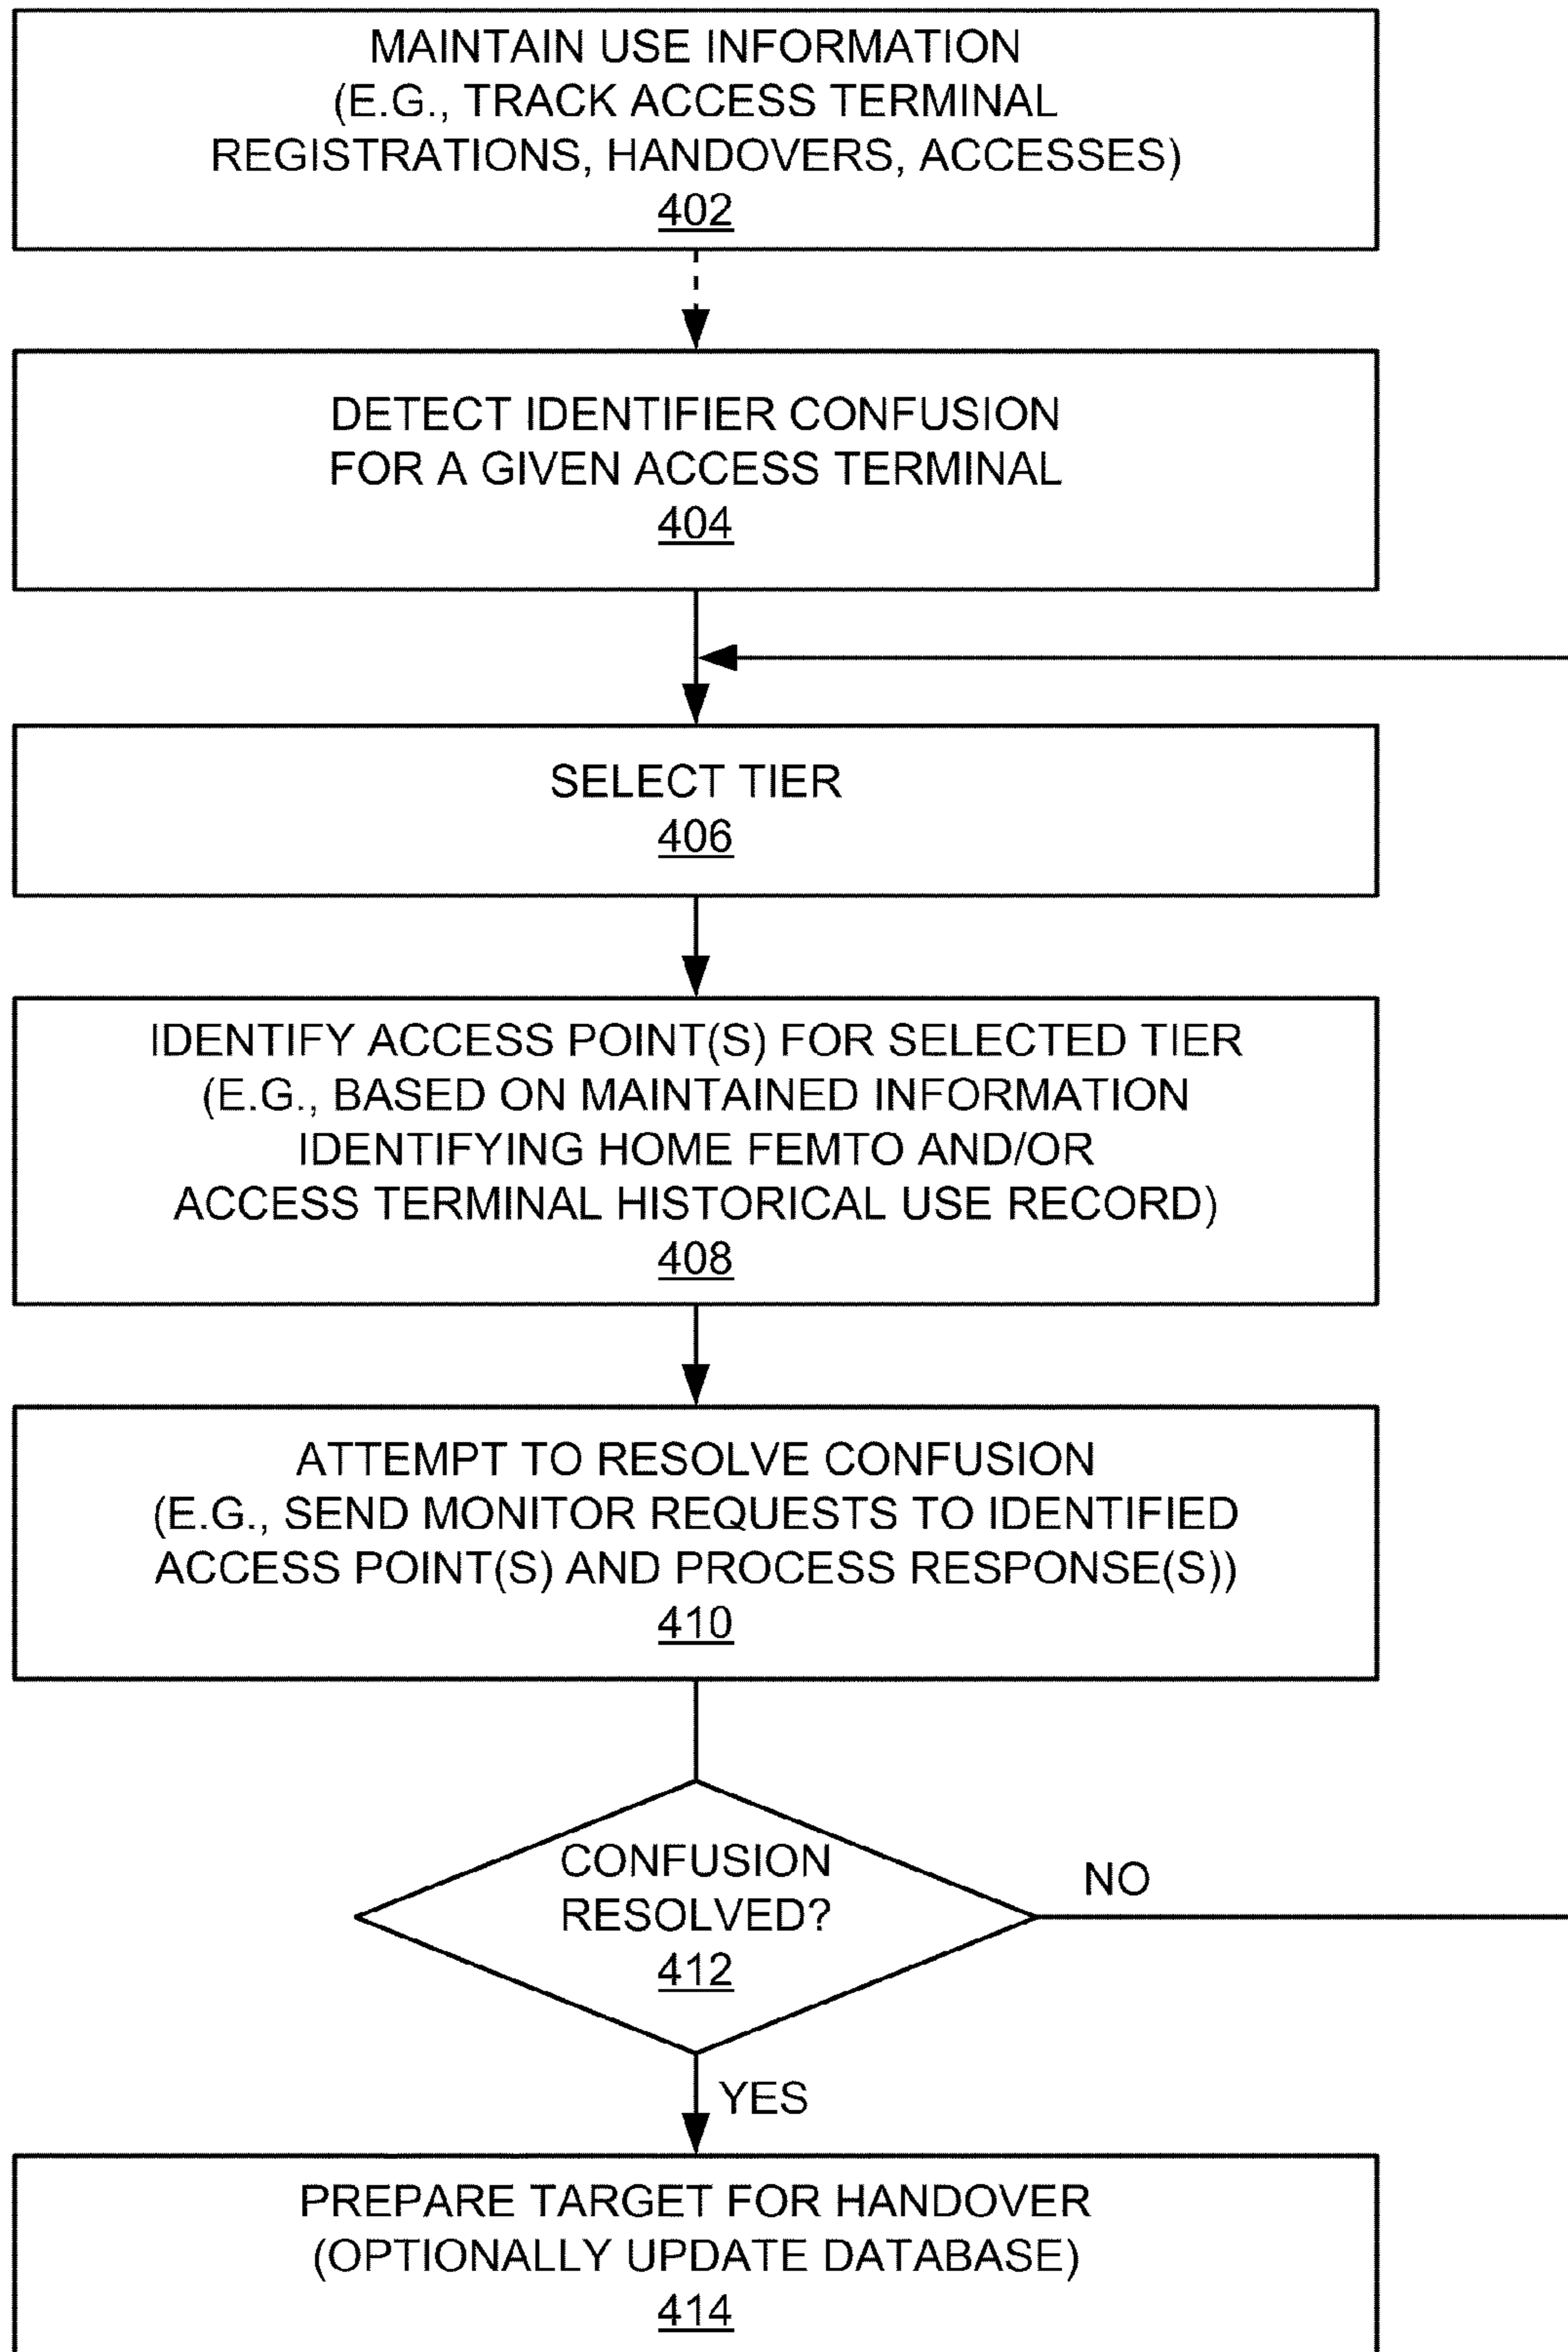 MAINTAIN USE INFORMATION
(E.G., TRACK ACCESS TERMINAL
REGISTRATIONS, HANDOVERS, ACCESSES)
402
DETECT IDENTIFIER CONFUSION
FOR A GIVEN ACCESS TERMINAL
404
SELECT TIER
406
IDENTIFY ACCESS POINT(S) FOR SELECTED TIER
(E.G., BASED ON MAINTAINED INFORMATION
IDENTIFYING HOME FEMTO AND/OR
ACCESS TERMINAL HISTORICAL USE RECORD)
408
ATTEMPT TO RESOLVE CONFUSION
(E.G., SEND MONITOR REQUESTS TO IDENTIFIED
ACCESS POINT(S) AND PROCESS RESPONSE(S))
410
CONFUSION
RESOLVED?
412
NO
YES
PREPARE TARGET FOR HANDOVER
(OPTIONALLY UPDATE DATABASE)
414